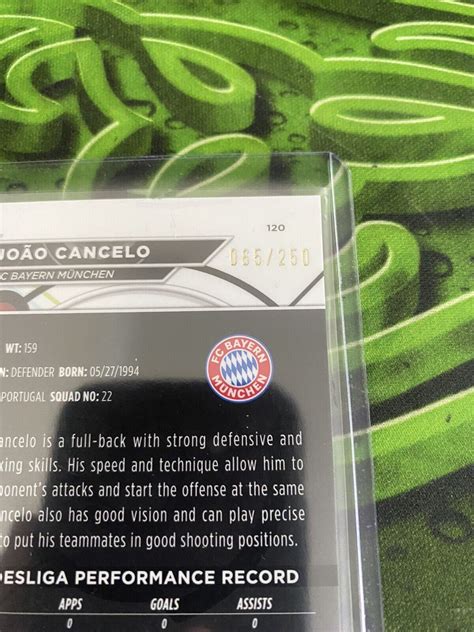 120
JOÃO CANCELO
085/250
FC BAYERN MÜNCHEN
WT: 159
FC BAYERN
MÜNCHEN
N: DEFENDER BORN: 05/27/1994
PORTUGAL SQUAD NO: 22
ancelo is a full-back with strong defensive and
king skills. His speed and technique allow him to
ponent's attacks and start the offense at the same
ancelo also has good vision and can play precise
to put his teammates in good shooting positions.
DESLIGA PERFORMANCE RECORD
APPS GOALS ASSISTS
0 0 0